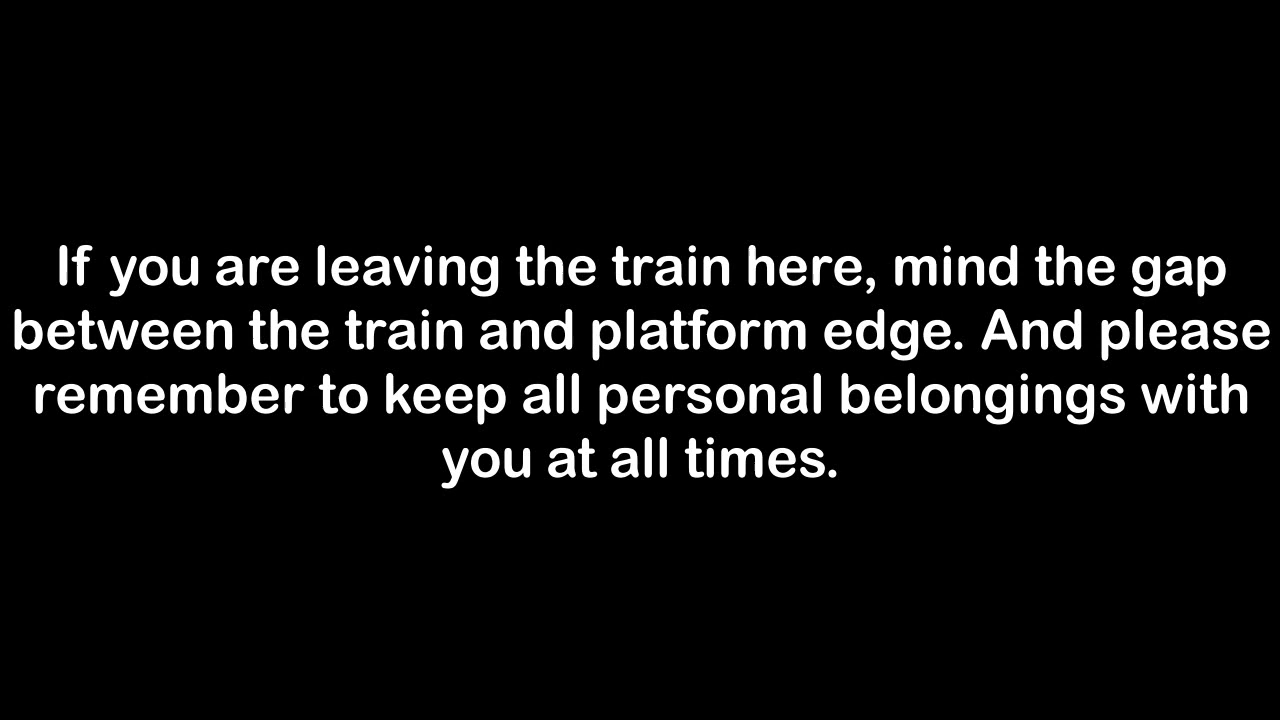 If you are leaving the train here, mind the gap
between the train and platform edge. And please
remember to keep all personal belongings with
you at all times.